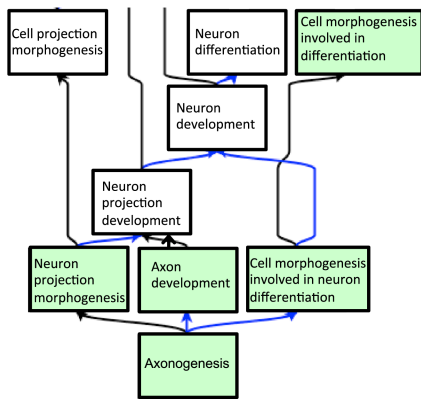 Cell projection
morphogenesis
Neuron
differentiation
Cell morphogenesis
involved in
differentiation
Neuron
development
Neuron
projection
development
Neuron
projection
morphogenesis
Axon
development
Cell morphogenesis
involved in neuron
differentiation
Axonogenesis